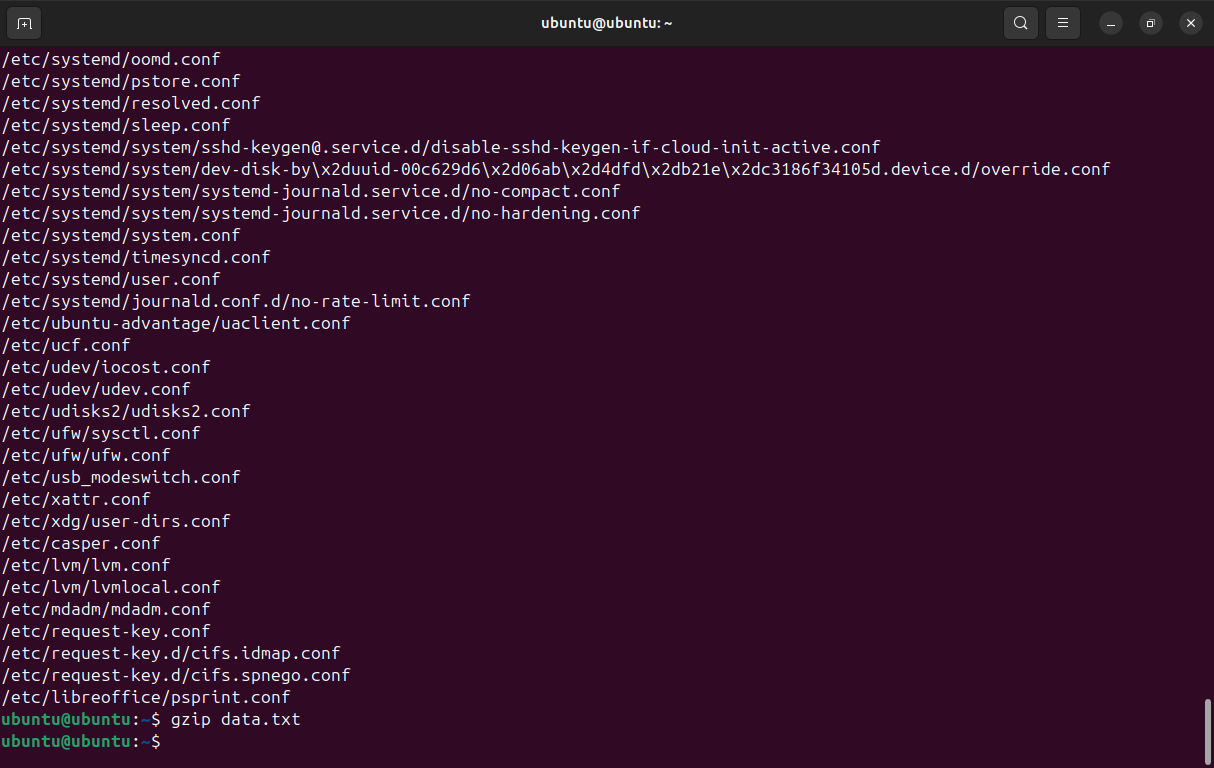 ubuntu@ubuntu: ~
/etc/systemd/oomd.conf
/etc/systemd/pstore.conf
/etc/systemd/resolved.conf
/etc/systemd/sleep.conf
/etc/systemd/system/sshd-keygen@.service.d/disable-sshd-keygen-if-cloud-init-active.conf
/etc/systemd/system/dev-disk-by\x2duuid-00c629d6\x2d06ab\x2d4dfd\x2db21e\x2dc3186f34105d.device.d/override.conf
/etc/systemd/system/systemd-journald.service.d/no-compact.conf
/etc/systemd/system/systemd-journald.service.d/no-hardening.conf
/etc/systemd/system.conf
/etc/systemd/timesyncd.conf
/etc/systemd/user.conf
/etc/systemd/journald.conf.d/no-rate-limit.conf
/etc/ubuntu-advantage/uaclient.conf
/etc/ucf.conf
/etc/udev/iocost.conf
/etc/udev/udev.conf
/etc/udisks2/udisks2.conf
/etc/ufw/sysctl.conf
/etc/ufw/ufw.conf
/etc/usb_modeswitch.conf
/etc/xattr.conf
/etc/xdg/user-dirs.conf
/etc/casper.conf
/etc/lvm/lvm.conf
/etc/lvm/lvmlocal.conf
/etc/mdadm/mdadm.conf
/etc/request-key.conf
/etc/request-key.d/cifs.idmap.conf
/etc/request-key.d/cifs.spnego.conf
/etc/libreoffice/psprint.conf
ubuntu@ubuntu:~$ gzip data.txt
ubuntu@ubuntu:~$